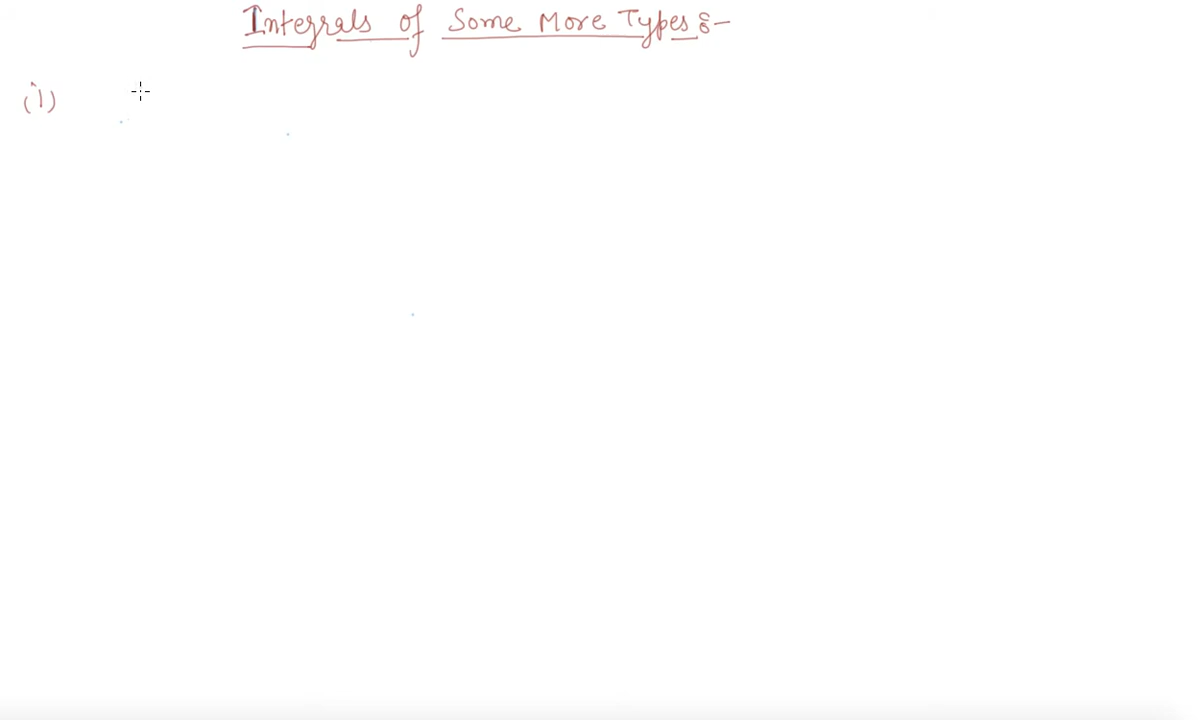 Integrals of Some More Types :-
(i)